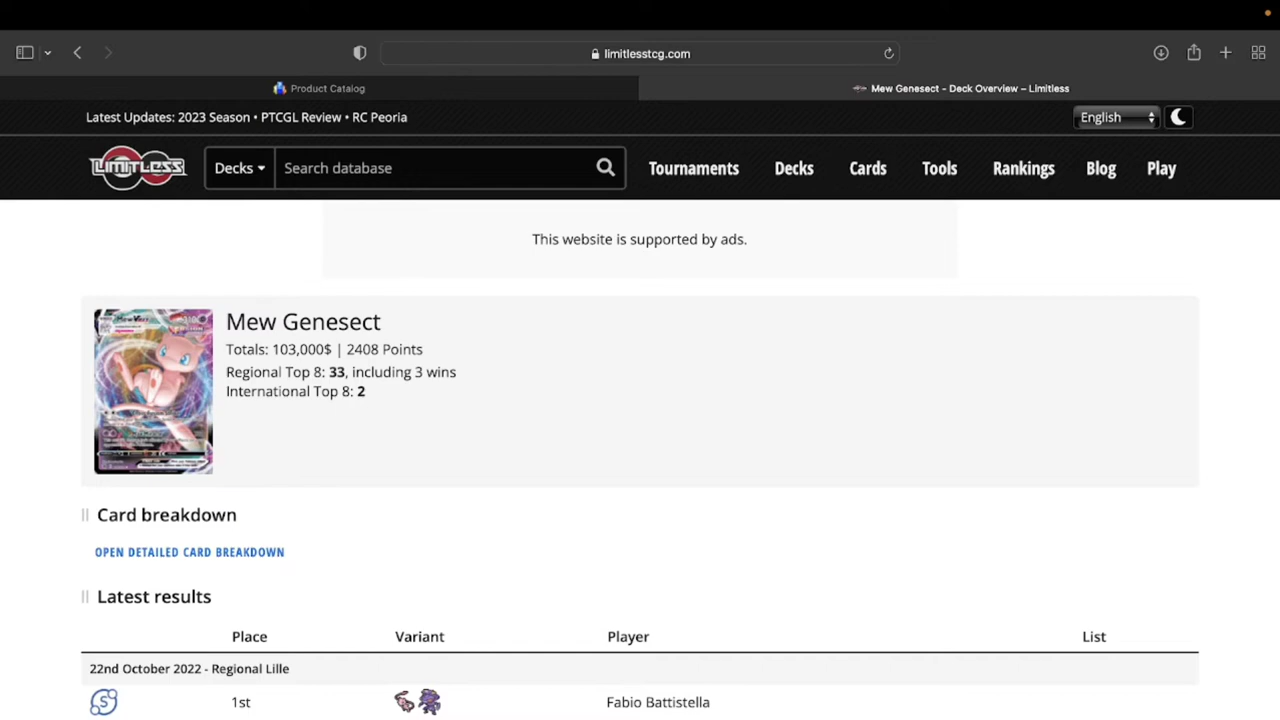 limitlesstcg.com
Product Catalog
Mew Genesect - Deck Overview – Limitless
Latest Updates: 2023 Season • PTCGL Review • RC Peoria
English
LIMITLESS
Decks
Search database
Tournaments
Decks
Cards
Tools
Rankings
Blog
Play
This website is supported by ads.
Mew Genesect
Totals: 103,000$ | 2408 Points
Regional Top 8: 33, including 3 wins
International Top 8: 2
Card breakdown
OPEN DETAILED CARD BREAKDOWN
Latest results
Place Variant Player List
22nd October 2022 - Regional Lille
1st Fabio Battistella